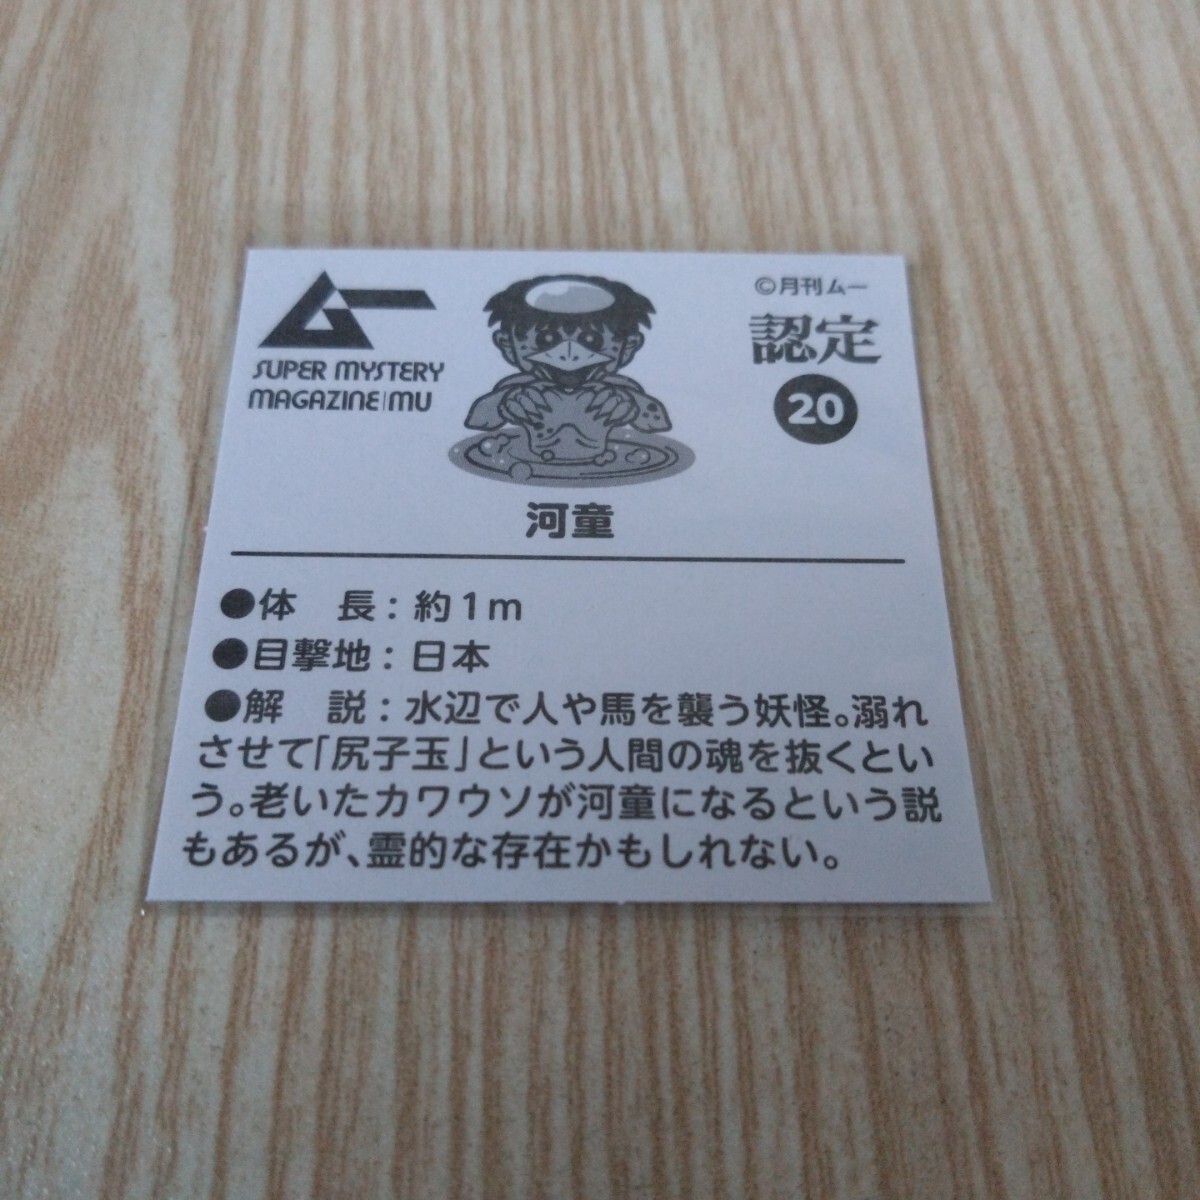 ムー
SUPER MYSTERY
MAGAZINE|MU
©月刊ムー
認定
20
河童
●体　長：約1m
●目撃地：日本
●解　説：水辺で人や馬を襲う妖怪。溺れ
させて「尻子玉」という人間の魂を抜くとい
う。老いたカワウソが河童になるという説
もあるが、霊的な存在かもしれない。